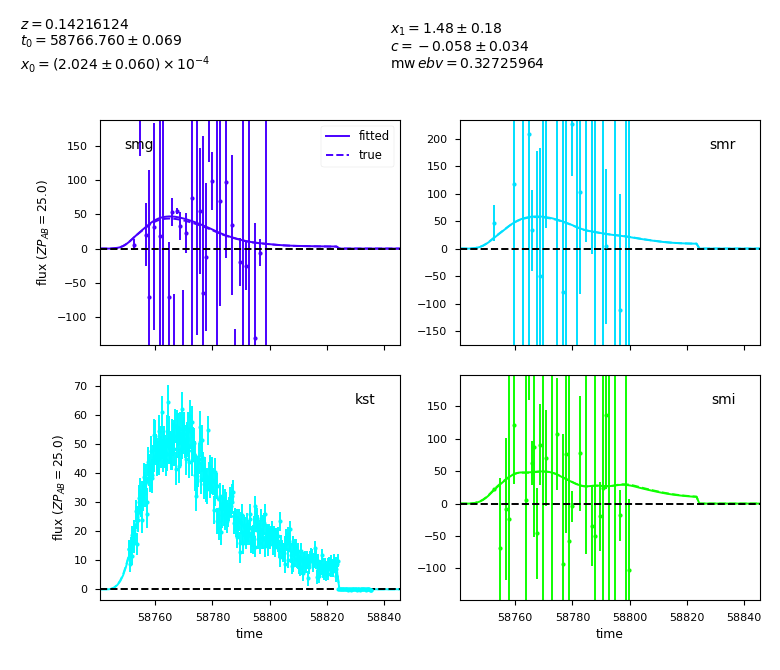 z = 0.14216124
t₀ = 58766.760 ± 0.069
x₀ = (2.024 ± 0.060) × 10⁻⁴
x₁ = 1.48 ± 0.18
c = −0.058 ± 0.034
mw ebv = 0.32725964
smg
fitted
true
150
100
50
0
−50
−100
flux (ZP_AB = 25.0)
smr
200
150
100
50
0
−50
−100
−150
kst
70
60
50
40
30
20
10
0
flux (ZP_AB = 25.0)
58760 58780 58800 58820 58840
time
smi
150
100
50
0
−50
−100
58760 58780 58800 58820 58840
time